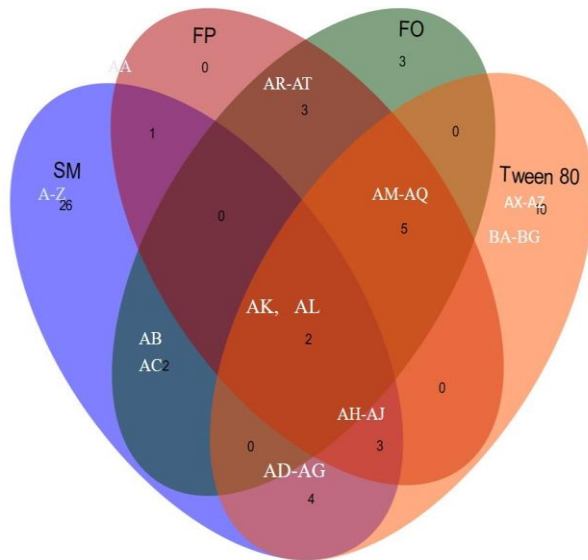 FP
FO
AA
0
3
AR-AT
3
1
0
SM
Tween 80
A-Z
26
AM-AQ
AX-AZ
10
0
5
BA-BG
AK, AL
2
AB
AC 2
0
AH-AJ
0
3
AD-AG
4